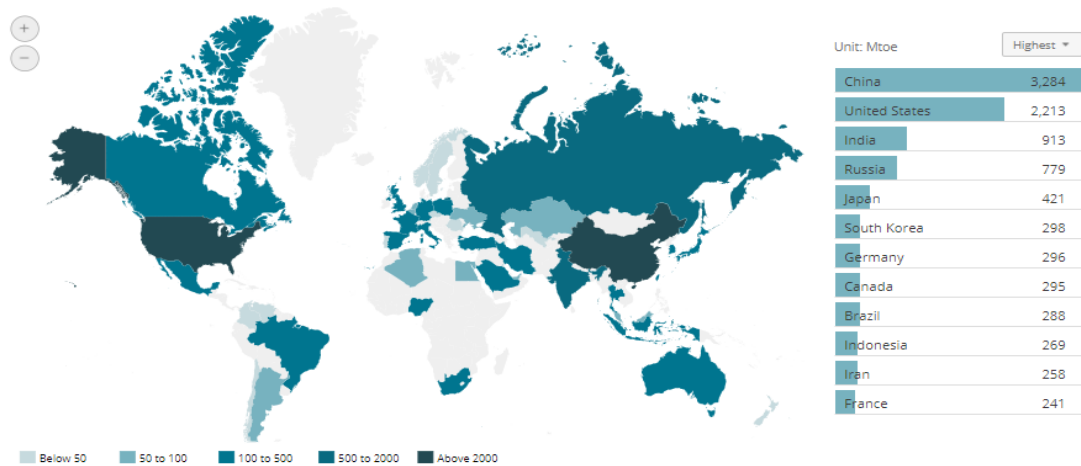 +
−
Unit: Mtoe
Highest
China 3,284
United States 2,213
India 913
Russia 779
Japan 421
South Korea 298
Germany 296
Canada 295
Brazil 288
Indonesia 269
Iran 258
France 241
Below 50 50 to 100 100 to 500 500 to 2000 Above 2000